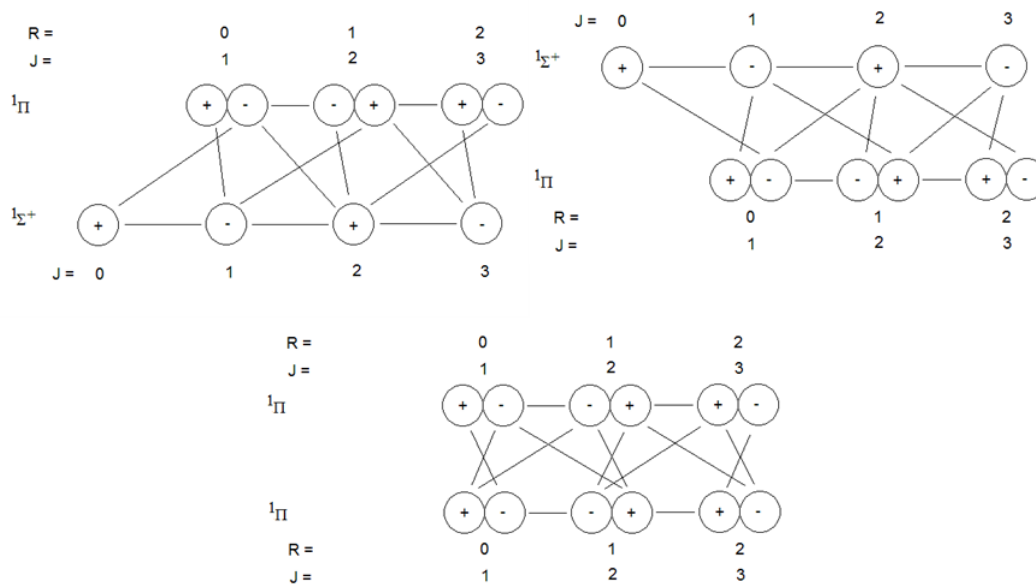 R = 0 1 2
J = 1 2 3
¹Π + - - + + -
¹Σ⁺ + - + -
J = 0 1 2 3
J = 0 1 2 3
¹Σ⁺ + - + -
¹Π + - - + + -
R = 0 1 2
J = 1 2 3
R = 0 1 2
J = 1 2 3
¹Π + - - + + -
¹Π + - - + + -
R = 0 1 2
J = 1 2 3